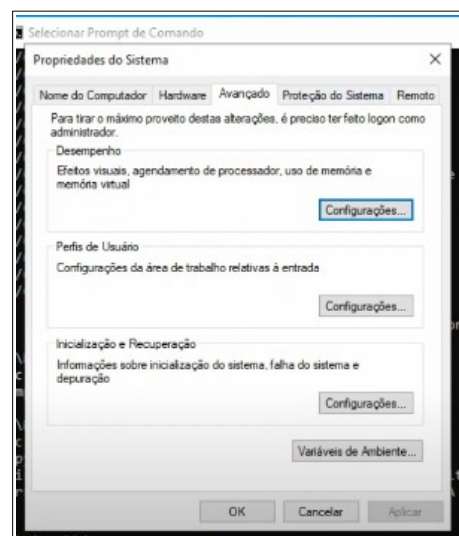 Selecionar Prompt de Comando
Propriedades do Sistema
Nome do Computador Hardware Avançado Proteção do Sistema Remoto
Para tirar o máximo proveito destas alterações, é preciso ter feito logon como
administrador.
Desempenho
Efeitos visuais, agendamento de processador, uso de memória e
memória virtual
Configurações...
Perfis de Usuário
Configurações da área de trabalho relativas à entrada
Configurações...
Inicialização e Recuperação
Informações sobre inicialização do sistema, falha do sistema e
depuração
Configurações...
Variáveis de Ambiente...
OK Cancelar Aplicar